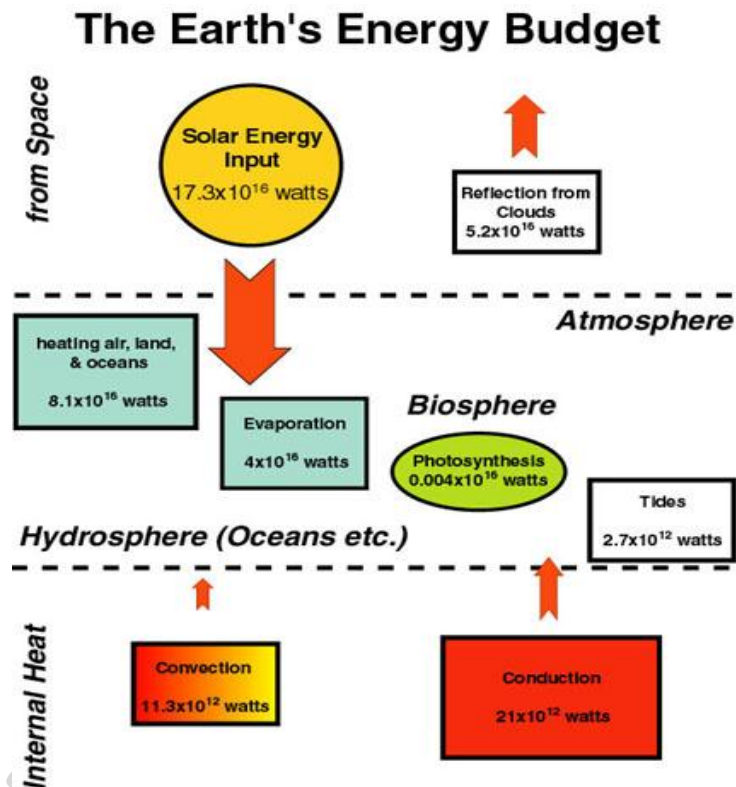 The Earth's Energy Budget
from Space
Solar Energy
Input
17.3x10¹⁶ watts
Reflection from
Clouds
5.2x10¹⁶ watts
Atmosphere
heating air, land,
& oceans
8.1x10¹⁶ watts
Evaporation
4x10¹⁶ watts
Biosphere
Photosynthesis
0.004x10¹⁶ watts
Tides
2.7x10¹² watts
Hydrosphere (Oceans etc.)
Internal Heat
Convection
11.3x10¹² watts
Conduction
21x10¹² watts